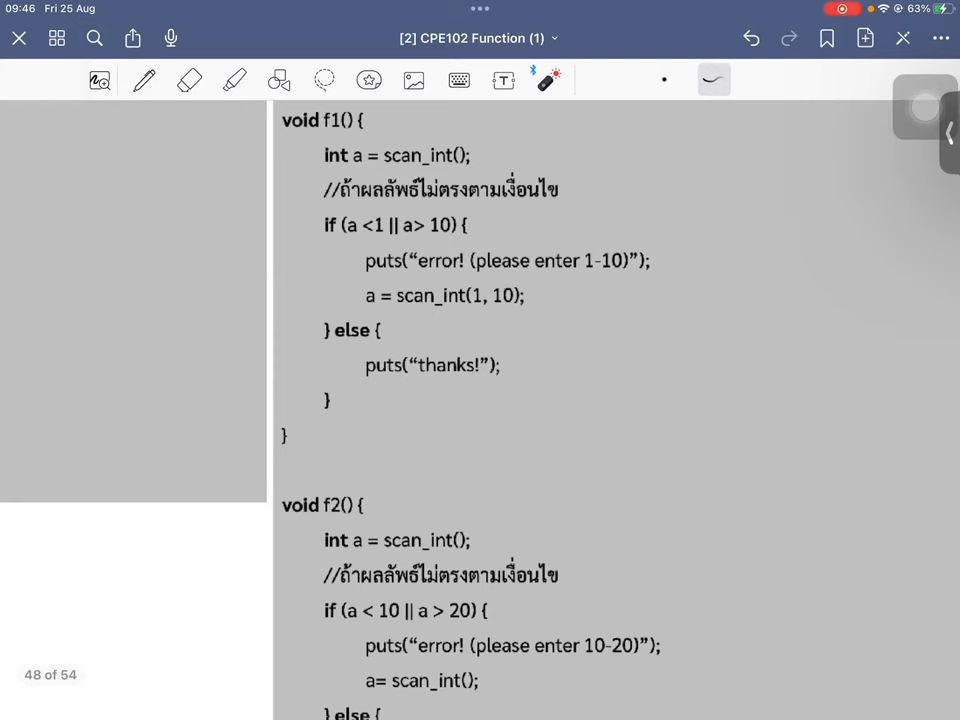 09:46 Fri 25 Aug
63%
[2] CPE102 Function (1)
void f1() {
int a = scan_int();
//ถ้าผลลัพธ์ไม่ตรงตามเงื่อนไข
if (a <1 || a> 10) {
puts(“error! (please enter 1-10)”);
a = scan_int(1, 10);
} else {
puts(“thanks!”);
}
}
void f2() {
int a = scan_int();
//ถ้าผลลัพธ์ไม่ตรงตามเงื่อนไข
if (a < 10 || a > 20) {
puts(“error! (please enter 10-20)”);
a= scan_int();
} else {
48 of 54